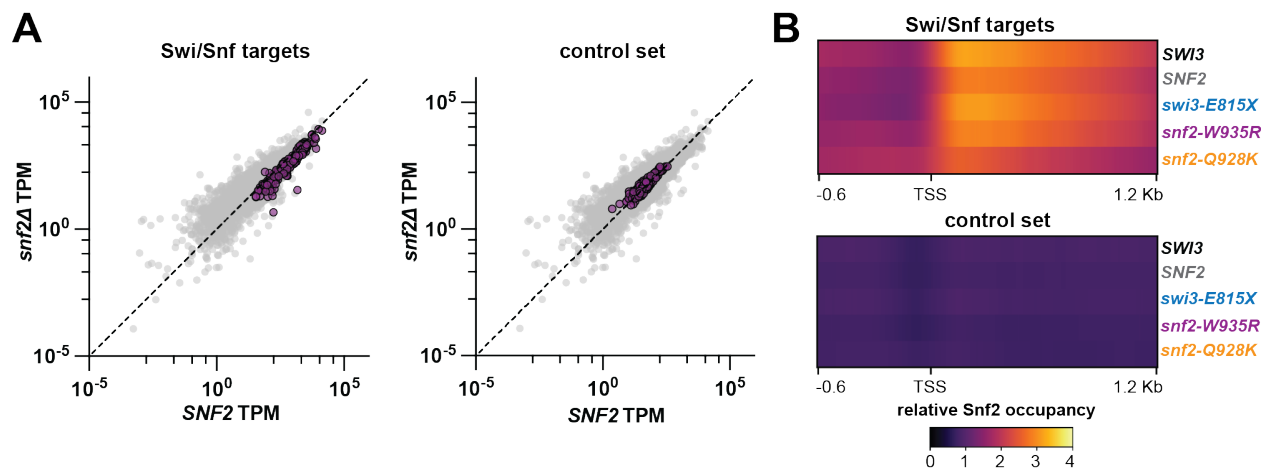 A
Swi/Snf targets
snf2Δ TPM
10^5
10^0
10^-5
10^-5 10^0 10^5
SNF2 TPM
control set
snf2Δ TPM
10^5
10^0
10^-5
10^-5 10^0 10^5
SNF2 TPM
B
Swi/Snf targets
SWI3
SNF2
swi3-E815X
snf2-W935R
snf2-Q928K
-0.6 TSS 1.2 Kb
control set
SWI3
SNF2
swi3-E815X
snf2-W935R
snf2-Q928K
-0.6 TSS 1.2 Kb
relative Snf2 occupancy
0 1 2 3 4